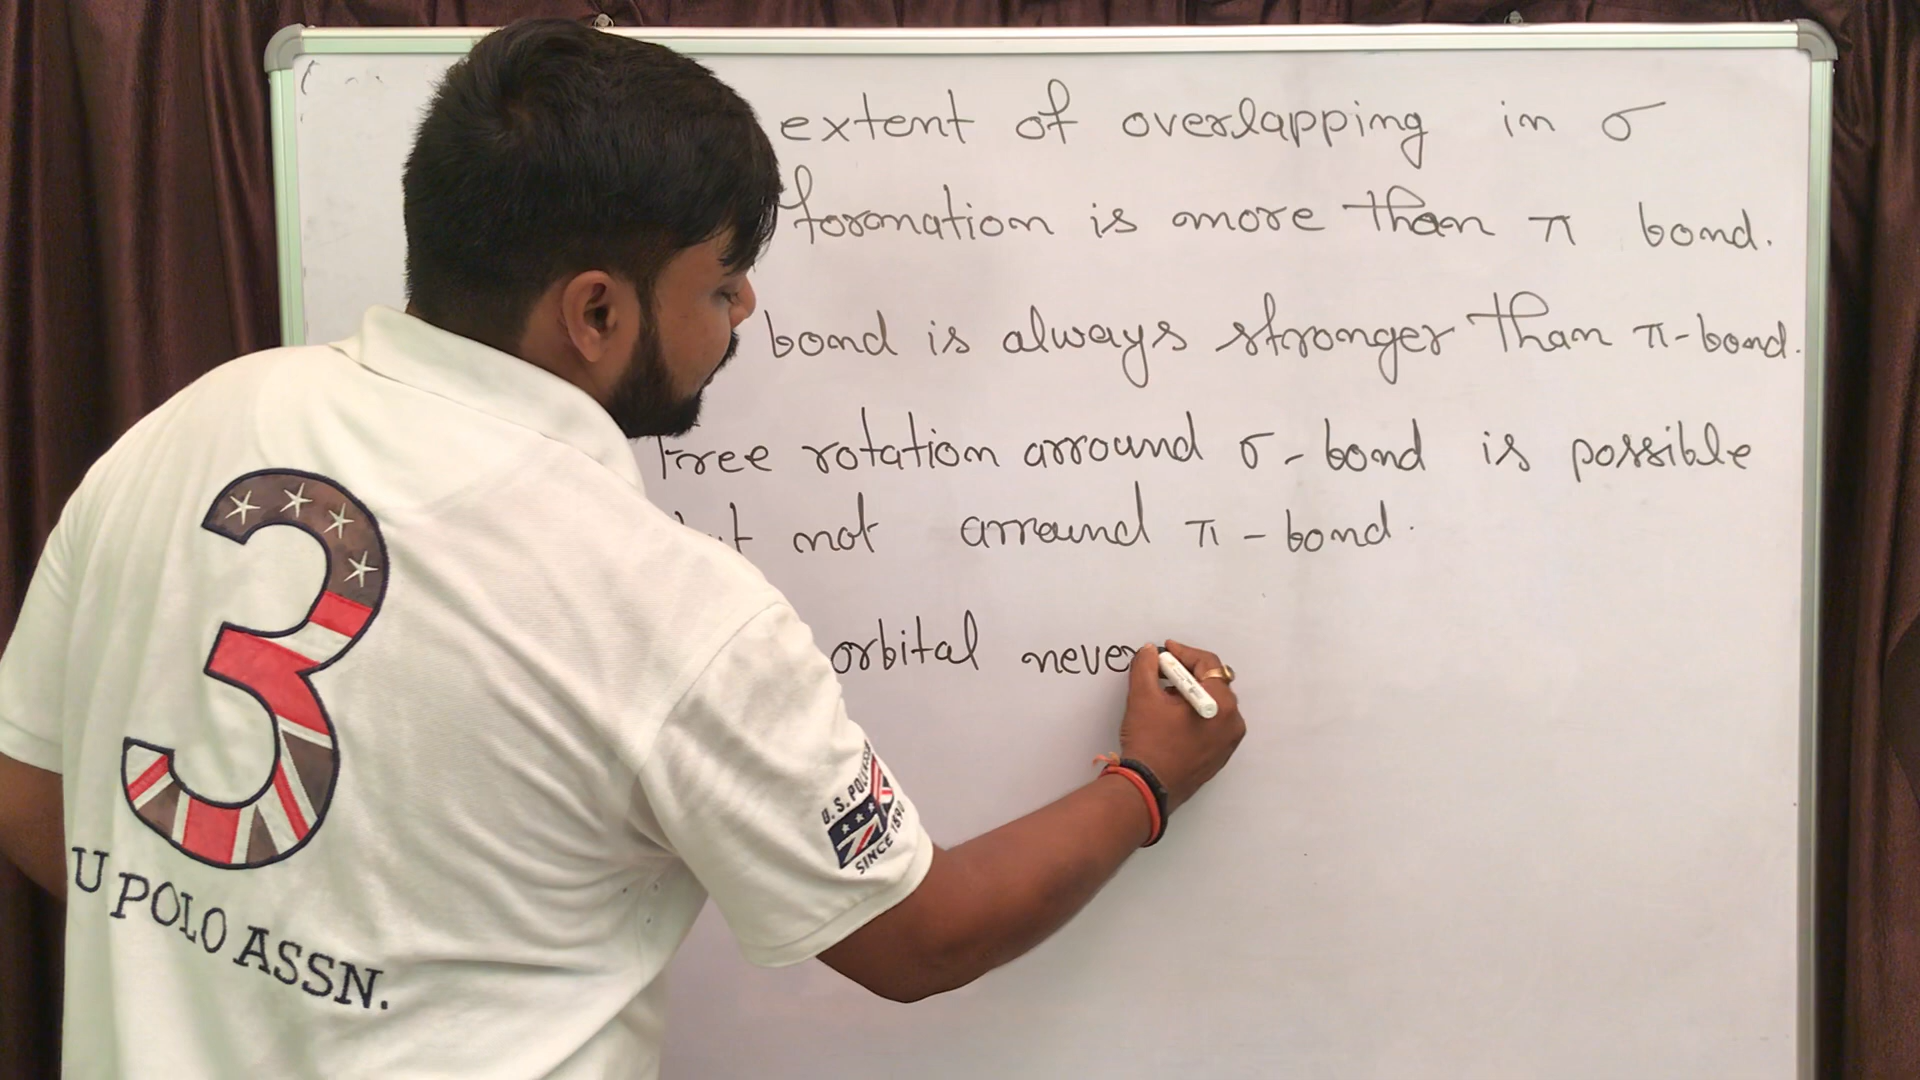 extent of overlapping in σ
formation is more than π bond.
bond is always stronger than π-bond.
Free rotation arround σ-bond is possible
not arround π-bond.
orbital never
3
U POLO ASSN.
U.S. POLO
SINCE 1890